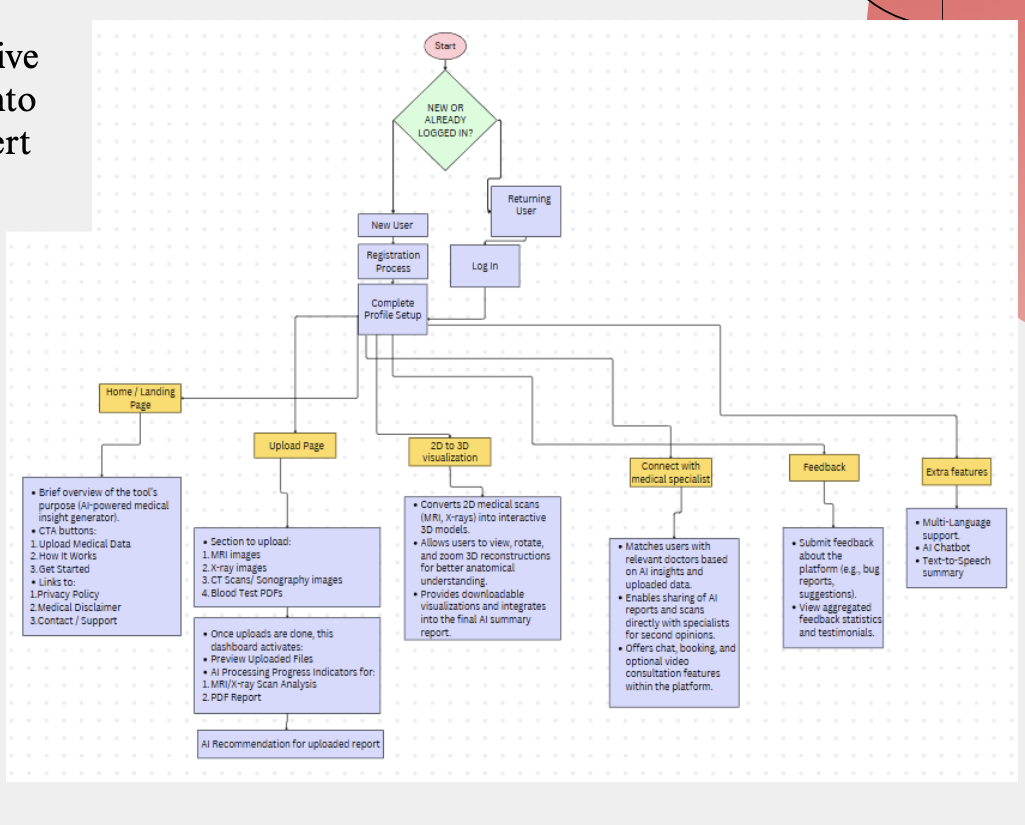 ive
nto
ert
Start
NEW OR
ALREADY
LOGGED IN?
Returning
User
New User
Registration
Process
Log In
Complete
Profile Setup
Home / Landing
Page
Upload Page
2D to 3D
visualization
Connect with
medical specialist
Feedback
Extra features
• Brief overview of the tool's
purpose (AI-powered medical
insight generator).
• CTA buttons:
1. Upload Medical Data
2. How It Works
3. Get Started
• Links to:
1. Privacy Policy
2. Medical Disclaimer
3. Contact / Support
• Section to upload:
1. MRI images
2. X-ray images
3. CT Scans/ Sonography images
4. Blood Test PDFs
• Once uploads are done, this
dashboard activates:
• Preview Uploaded Files
• AI Processing Progress Indicators for:
1. MRI/X-ray Scan Analysis
2. PDF Report
AI Recommendation for uploaded report
• Converts 2D medical scans
(MRI, X-rays) into interactive
3D models.
• Allows users to view, rotate,
and zoom 3D reconstructions
for better anatomical
understanding.
• Provides downloadable
visualizations and integrates
into the final AI summary
report.
• Matches users with
relevant doctors based
on AI insights and
uploaded data.
• Enables sharing of AI
reports and scans
directly with specialists
for second opinions.
• Offers chat, booking, and
optional video
consultation features
within the platform.
• Submit feedback
about the
platform (e.g., bug
reports,
suggestions).
• View aggregated
feedback statistics
and testimonials.
• Multi-Language
support.
• AI Chatbot
• Text-to-Speech
summary